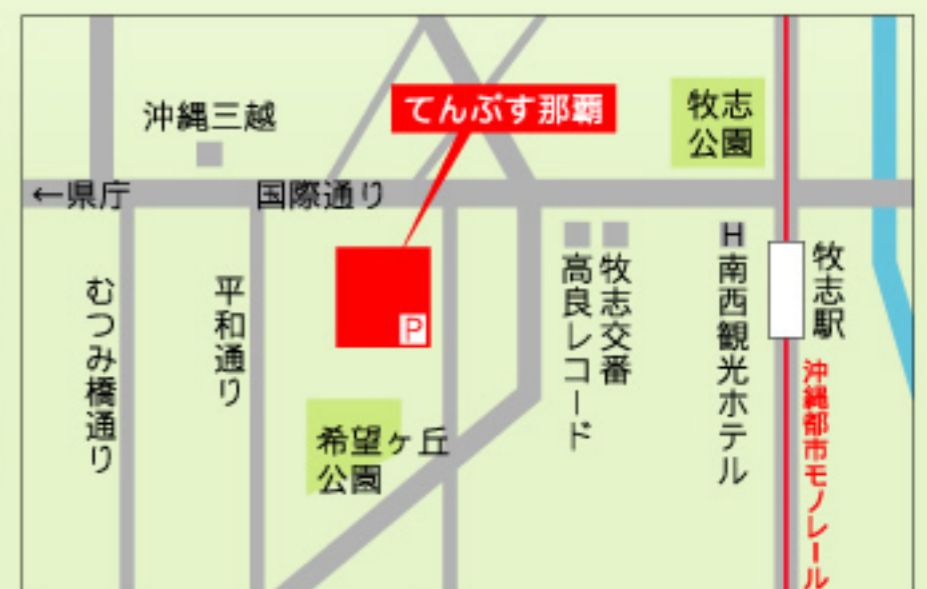 沖縄三越
てんぶす那覇
牧志
公園
←県庁
国際通り
むつみ橋通り
平和通り
P
希望ヶ丘
公園
高良レコード
牧志交番
H
南西観光ホテル
牧志駅
沖縄都市モノレール